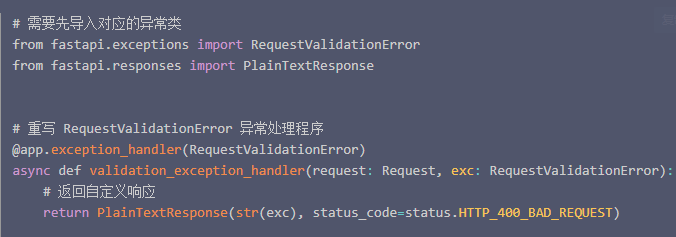 # 需要先导入对应的异常类
from fastapi.exceptions import RequestValidationError
from fastapi.responses import PlainTextResponse
# 重写 RequestValidationError 异常处理程序
@app.exception_handler(RequestValidationError)
async def validation_exception_handler(request: Request, exc: RequestValidationError):
    # 返回自定义响应
    return PlainTextResponse(str(exc), status_code=status.HTTP_400_BAD_REQUEST)